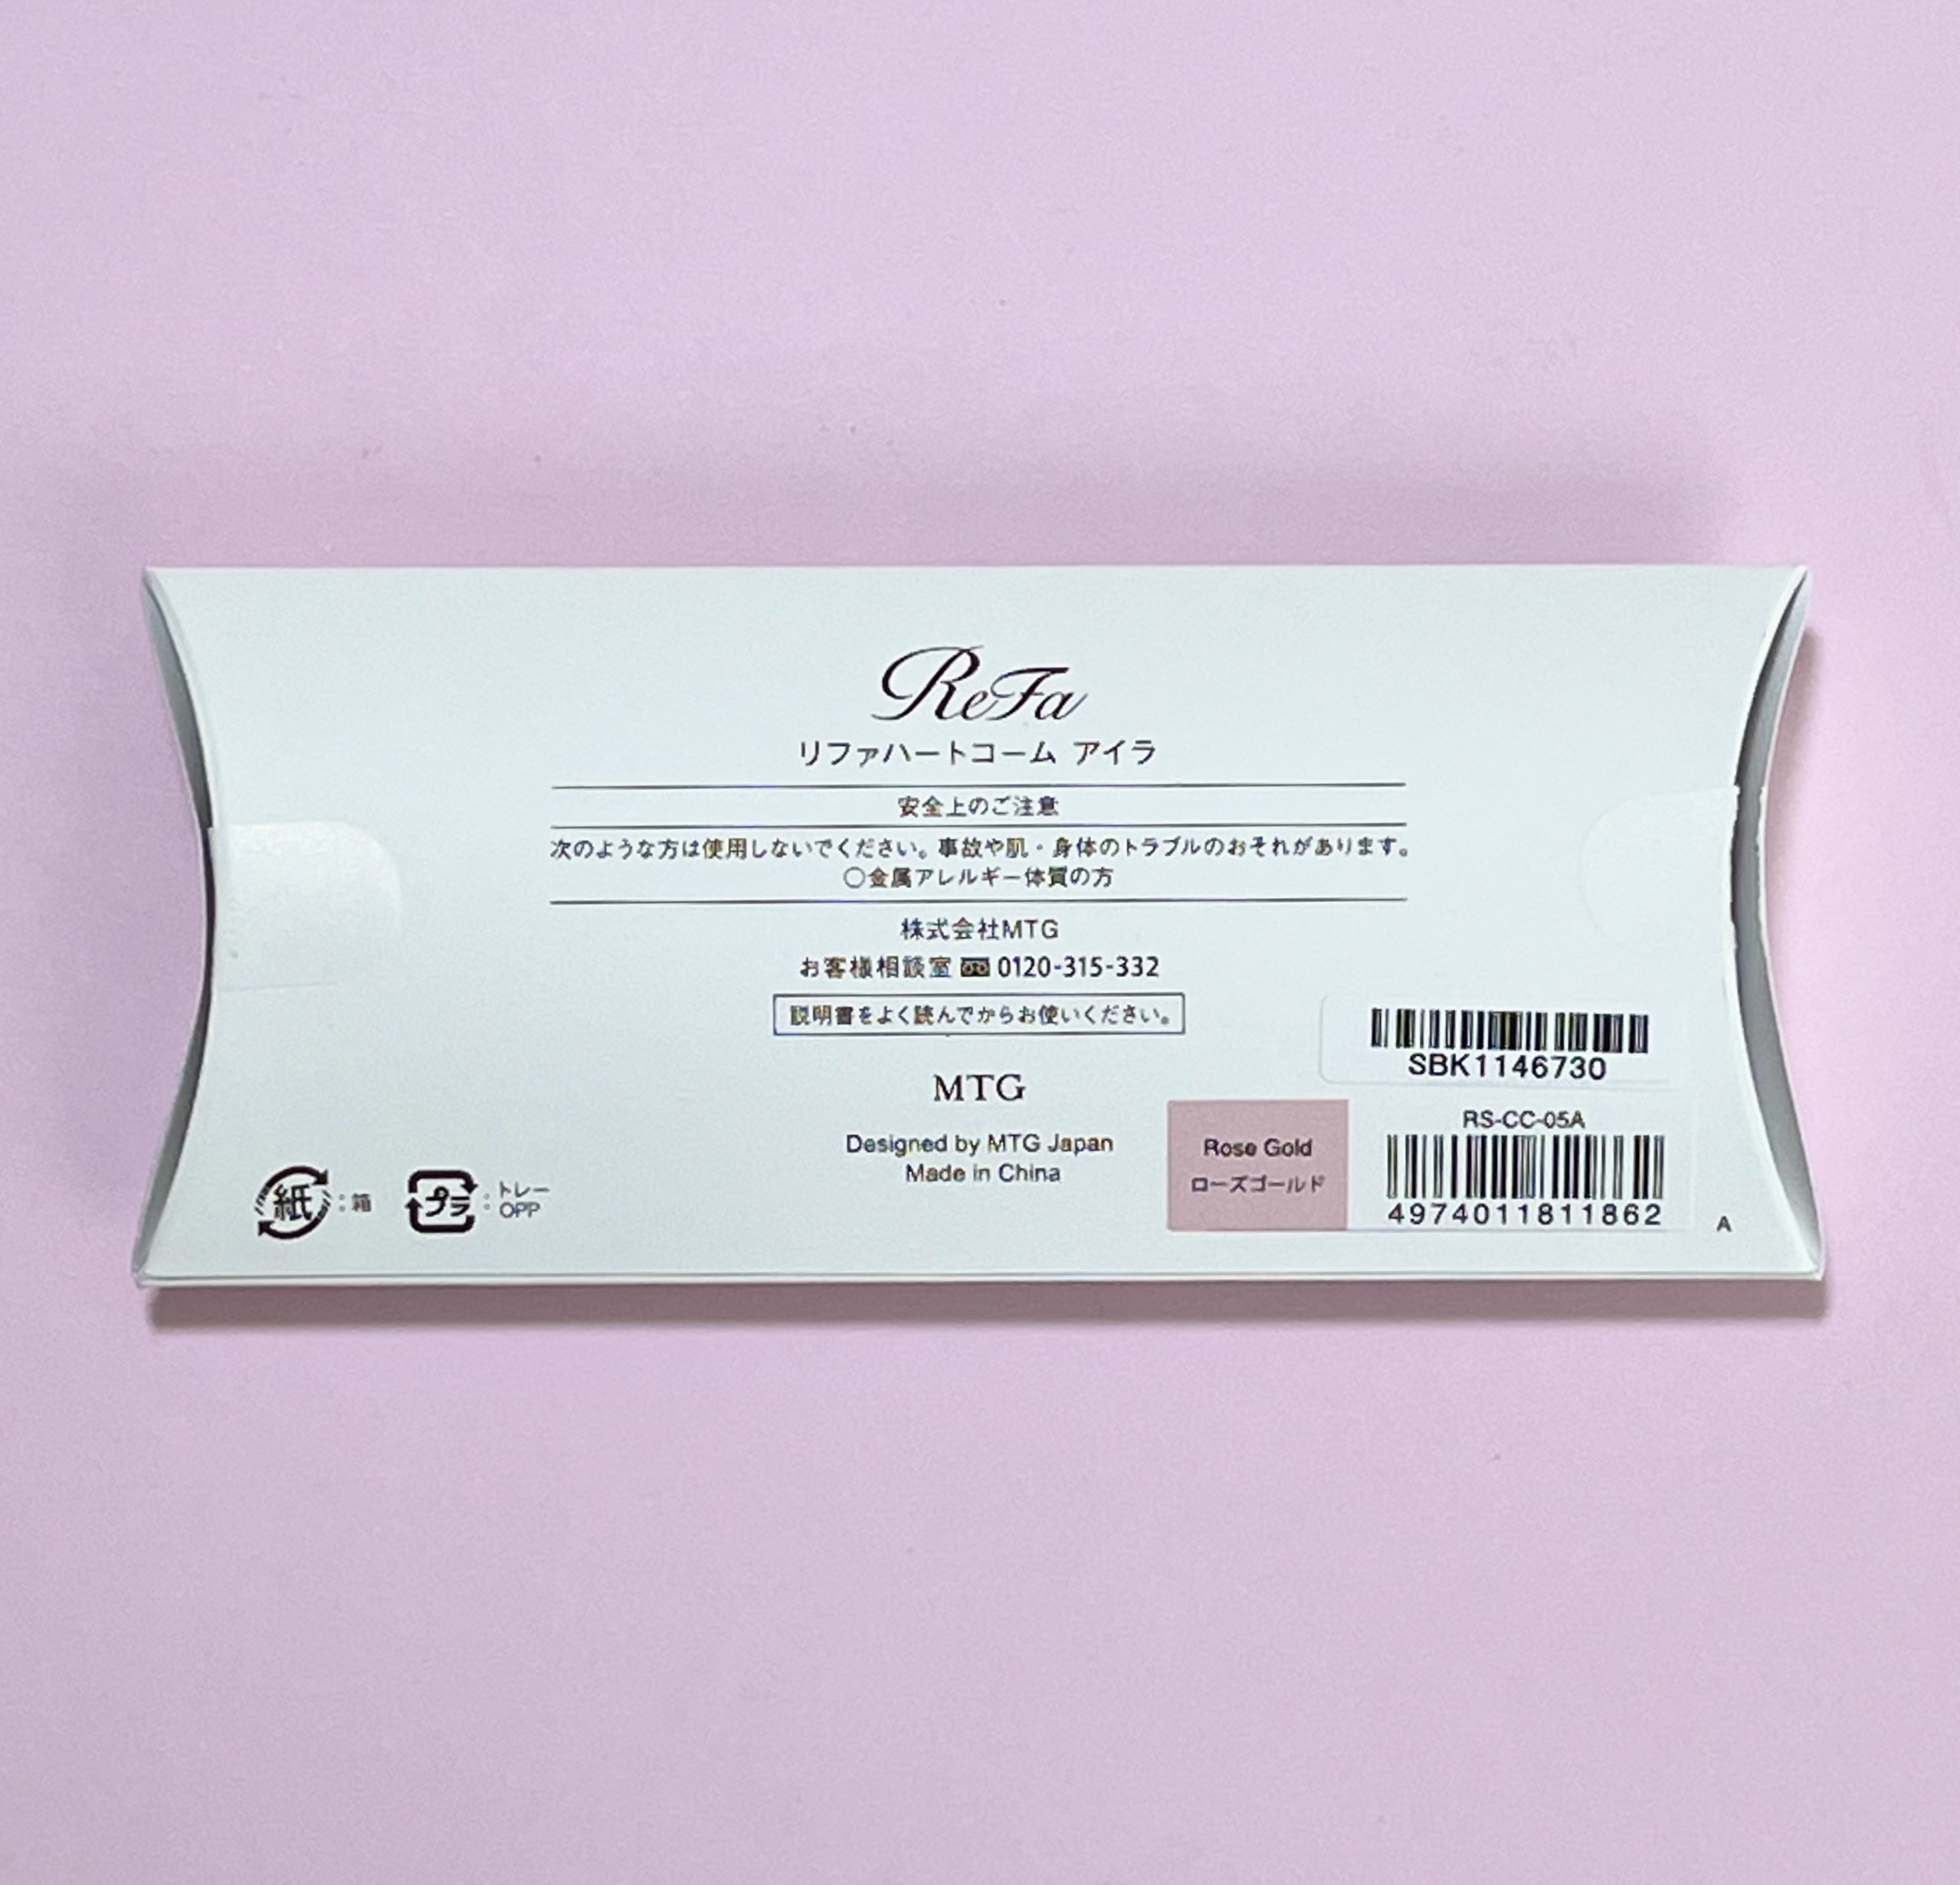 ReFa
リファハートコーム アイラ
安全上のご注意
次のような方は使用しないでください。事故や肌・身体のトラブルのおそれがあります。
○金属アレルギー体質の方
株式会社MTG
お客様相談室 0120-315-332
説明書をよく読んでからお使いください。
MTG
Designed by MTG Japan
Made in China
紙:箱
プラ:トレー
OPP
SBK1146730
Rose Gold
ローズゴールド
RS-CC-05A
4974011811862
A